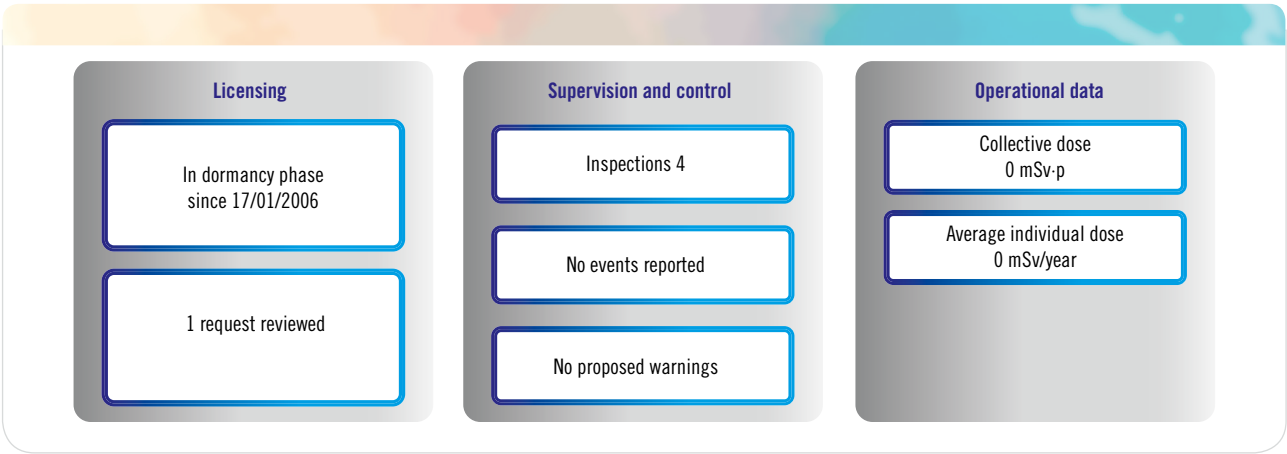 Licensing
In dormancy phase
since 17/01/2006
1 request reviewed
Supervision and control
Inspections 4
No events reported
No proposed warnings
Operational data
Collective dose
0 mSv·p
Average individual dose
0 mSv/year